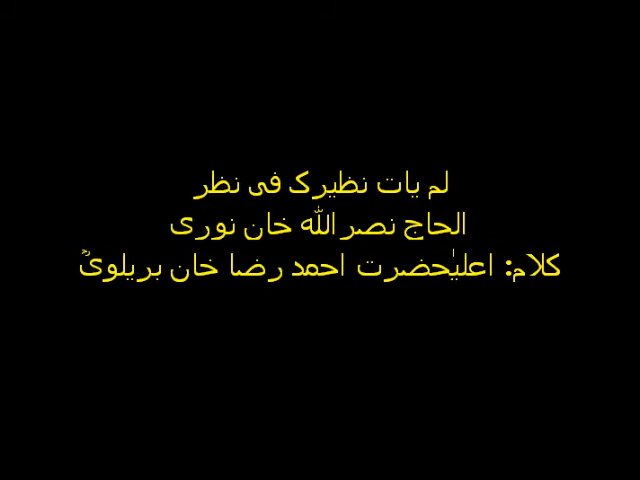 لم یات نظیرک فی نظر
الحاج نصر اللہ خان نوری
کلام: اعلیٰحضرت احمد رضا خان بریلویؒ